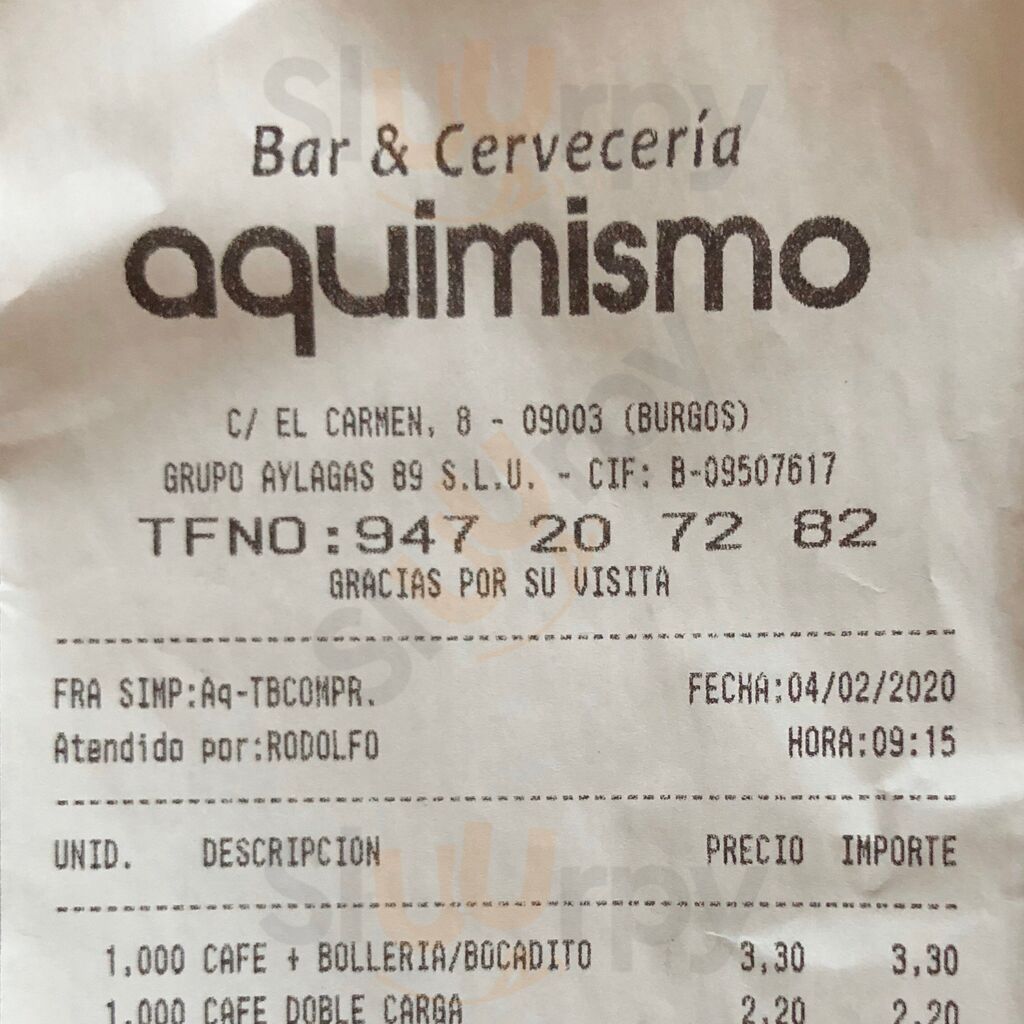 Bar & Cervecería
aquimismo
C/ EL CARMEN, 8 - 09003 (BURGOS)
GRUPO AYLAGAS 89 S.L.U. - CIF: B-09507617
TFNO:947 20 72 82
GRACIAS POR SU VISITA
FRA SIMP:Aq-TBCOMPR. FECHA:04/02/2020
Atendido por:RODOLFO HORA:09:15
UNID. DESCRIPCION PRECIO IMPORTE
1,000 CAFE + BOLLERIA/BOCADITO 3,30 3,30
1,000 CAFE DOBLE CARGA 2,20 2,20
Sluurpy
Sluurpy
Sluurpy